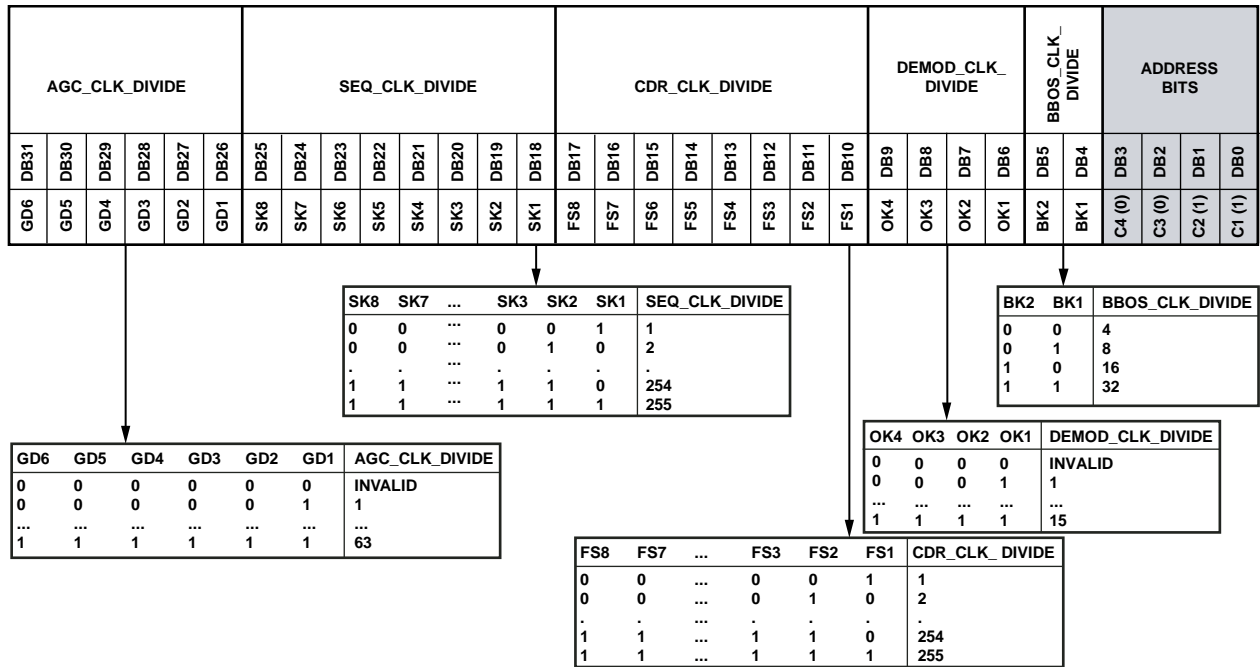 AGC_CLK_DIVIDE
SEQ_CLK_DIVIDE
CDR_CLK_DIVIDE
DEMOD_CLK_
DIVIDE
BBOS_CLK_
DIVIDE
ADDRESS
BITS
DB31 DB30 DB29 DB28 DB27 DB26 DB25 DB24 DB23 DB22 DB21 DB20 DB19 DB18 DB17 DB16 DB15 DB14 DB13 DB12 DB11 DB10 DB9 DB8 DB7 DB6 DB5 DB4 DB3 DB2 DB1 DB0
GD6 GD5 GD4 GD3 GD2 GD1 SK8 SK7 SK6 SK5 SK4 SK3 SK2 SK1 FS8 FS7 FS6 FS5 FS4 FS3 FS2 FS1 OK4 OK3 OK2 OK1 BK2 BK1 C4 (0) C3 (0) C2 (1) C1 (1)
SK8 SK7 ... SK3 SK2 SK1 SEQ_CLK_DIVIDE
0 0 ... 0 0 1 1
0 0 ... 0 1 0 2
. . ... . . . .
1 1 ... 1 1 0 254
1 1 ... 1 1 1 255
BK2 BK1 BBOS_CLK_DIVIDE
0 0 4
0 1 8
1 0 16
1 1 32
GD6 GD5 GD4 GD3 GD2 GD1 AGC_CLK_DIVIDE
0 0 0 0 0 0 INVALID
0 0 0 0 0 1 1
... ... ... ... ... ... ...
1 1 1 1 1 1 63
OK4 OK3 OK2 OK1 DEMOD_CLK_DIVIDE
0 0 0 0 INVALID
0 0 0 1 1
... ... ... ... ...
1 1 1 1 15
FS8 FS7 ... FS3 FS2 FS1 CDR_CLK_ DIVIDE
0 0 ... 0 0 1 1
0 0 ... 0 1 0 2
. . ... . . . .
1 1 ... 1 1 0 254
1 1 ... 1 1 1 255